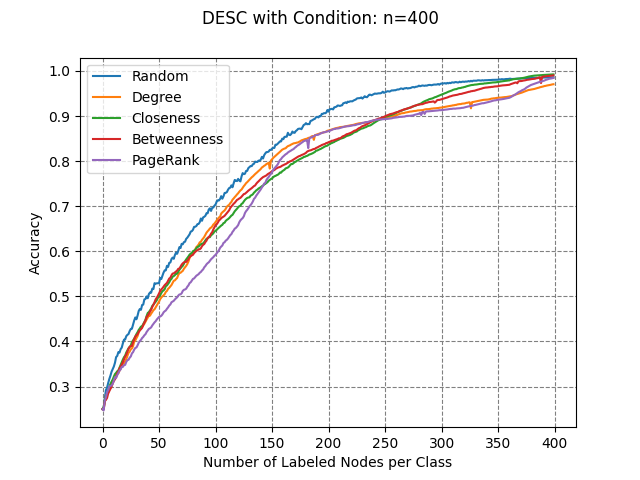 DESC with Condition: n=400
Random
Degree
Closeness
Betweenness
PageRank
1.0
0.9
0.8
0.7
0.6
0.5
0.4
0.3
Accuracy
0 50 100 150 200 250 300 350 400
Number of Labeled Nodes per Class